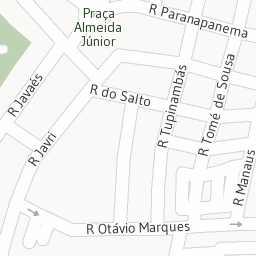 Praça
Almeida
Júnior
R Paranapanema
R Javaés
R do Salto
R Tupinambás
R Tomé de Sousa
R Javri
R Manaus
R Otávio Marques